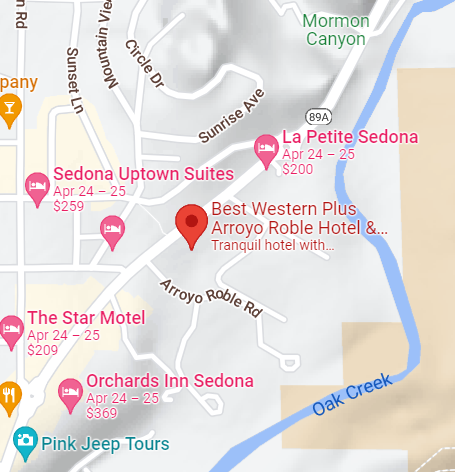 Mormon
Canyon
n Rd
Mountain Vie
Circle Dr
Sunset Ln
pany
Sunrise Ave
89A
La Petite Sedona
Apr 24 – 25
$200
Sedona Uptown Suites
Apr 24 – 25
$259
Best Western Plus
Arroyo Roble Hotel &...
Tranquil hotel with...
Arroyo Roble Rd
The Star Motel
Apr 24 – 25
$209
Orchards Inn Sedona
Apr 24 – 25
$369
Oak Creek
Pink Jeep Tours